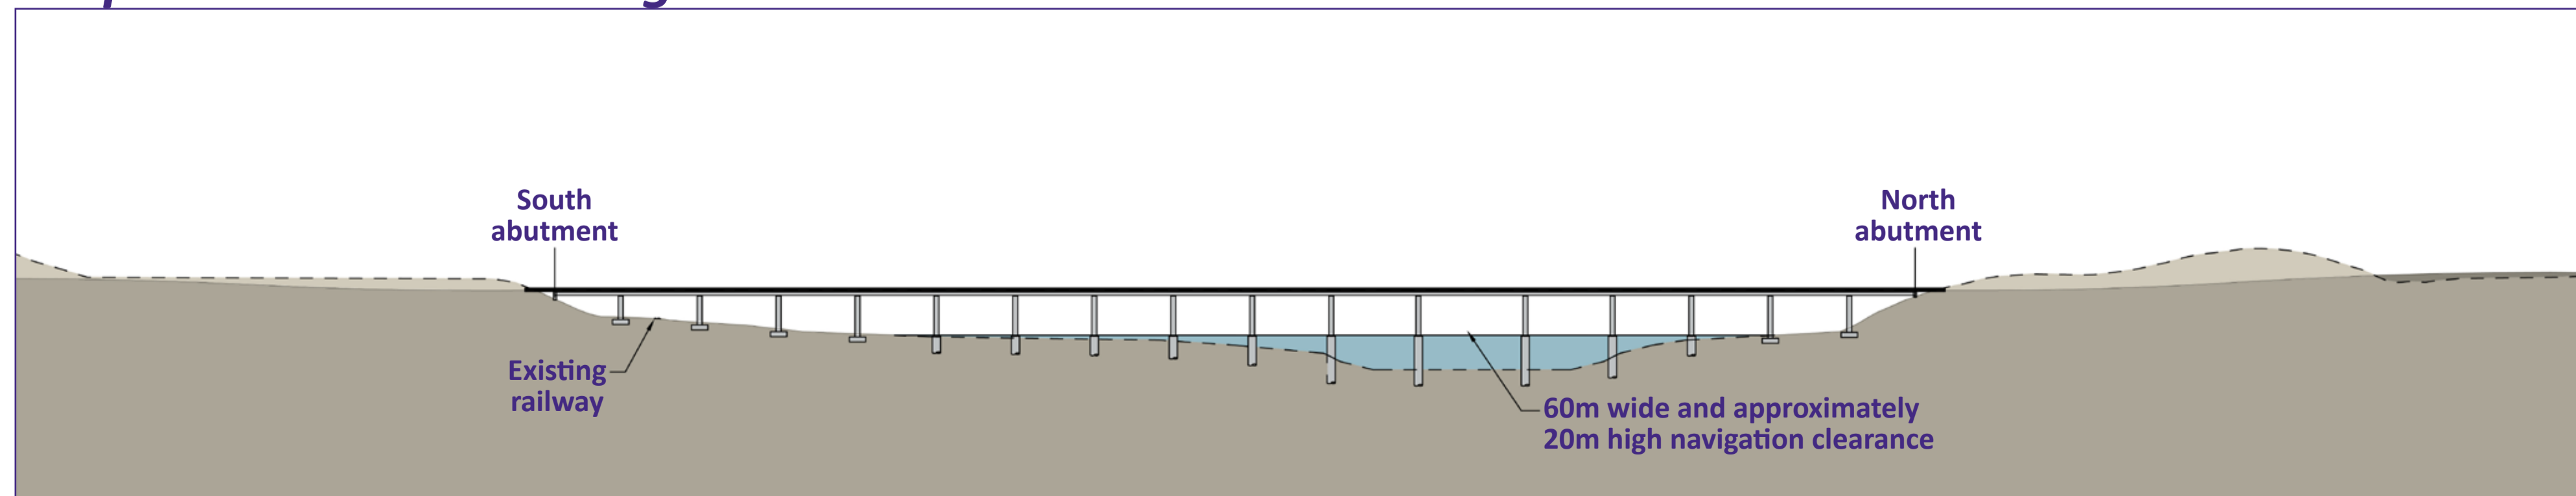 South
abutment
North
abutment
Existing
railway
60m wide and approximately
20m high navigation clearance